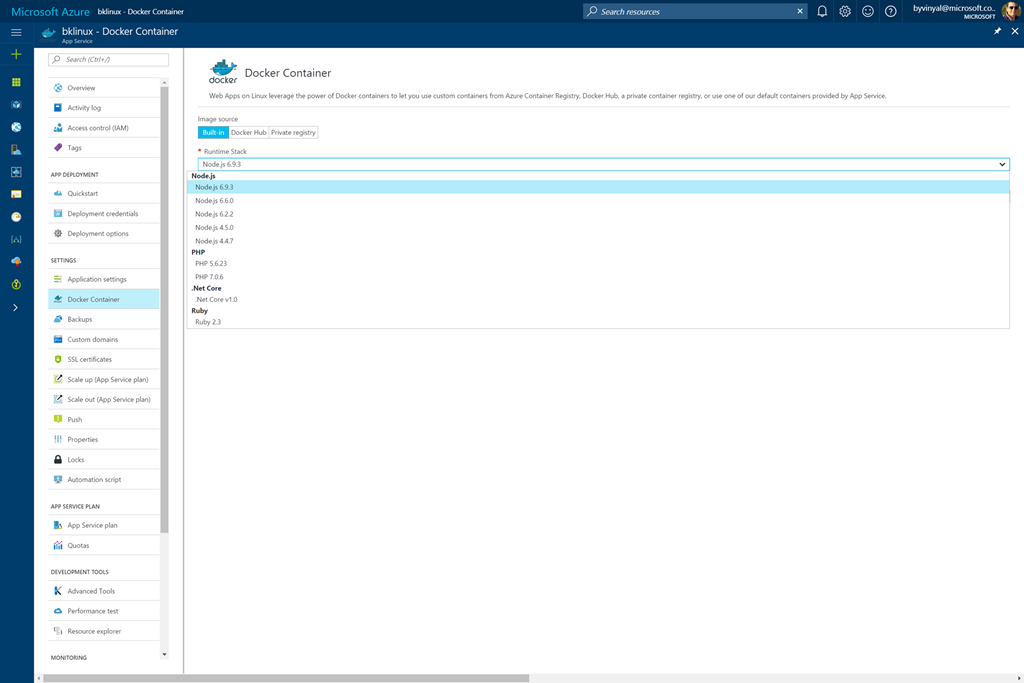 Microsoft Azure bklinux - Docker Container
Search resources
byvinyal@microsoft.co...
MICROSOFT
bklinux - Docker Container
App Service
Search (Ctrl+/)
Overview
Activity log
Access control (IAM)
Tags
APP DEPLOYMENT
Quickstart
Deployment credentials
Deployment options
SETTINGS
Application settings
Docker Container
Backups
Custom domains
SSL certificates
Scale up (App Service plan)
Scale out (App Service plan)
Push
Properties
Locks
Automation script
APP SERVICE PLAN
App Service plan
Quotas
DEVELOPMENT TOOLS
Advanced Tools
Performance test
Resource explorer
MONITORING
docker
Docker Container
Web Apps on Linux leverage the power of Docker containers to let you use custom containers from Azure Container Registry, Docker Hub, a private container registry, or use one of our default containers provided by App Service.
Image source
Built-in Docker Hub Private registry
* Runtime Stack
Node.js 6.9.3
Node.js
Node.js 6.9.3
Node.js 6.6.0
Node.js 6.2.2
Node.js 4.5.0
Node.js 4.4.7
PHP
PHP 5.6.23
PHP 7.0.6
.Net Core
.Net Core v1.0
Ruby
Ruby 2.3